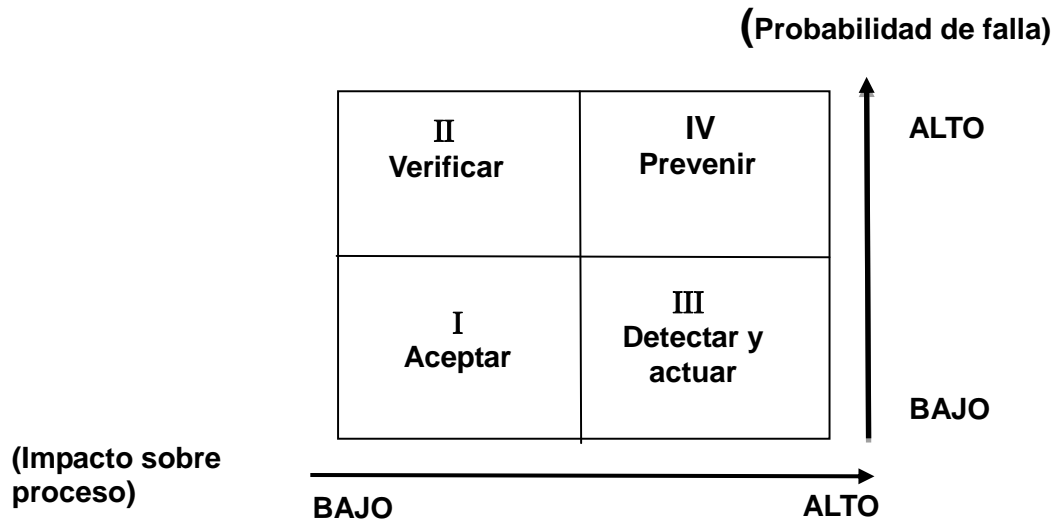 (Probabilidad de falla)
II
Verificar
IV
Prevenir
ALTO
I
Aceptar
III
Detectar y
actuar
BAJO
(Impacto sobre
proceso)
BAJO
ALTO